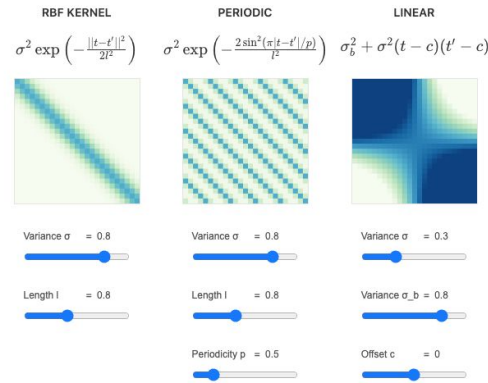 RBF KERNEL
σ² exp(−||t−t′||²/2l²)
Variance σ = 0.8
Length l = 0.8
PERIODIC
σ² exp(−2 sin²(π|t−t′|/p)/l²)
Variance σ = 0.8
Length l = 0.8
Periodicity p = 0.5
LINEAR
σ_b² + σ²(t − c)(t′ − c)
Variance σ = 0.3
Variance σ_b = 0.8
Offset c = 0